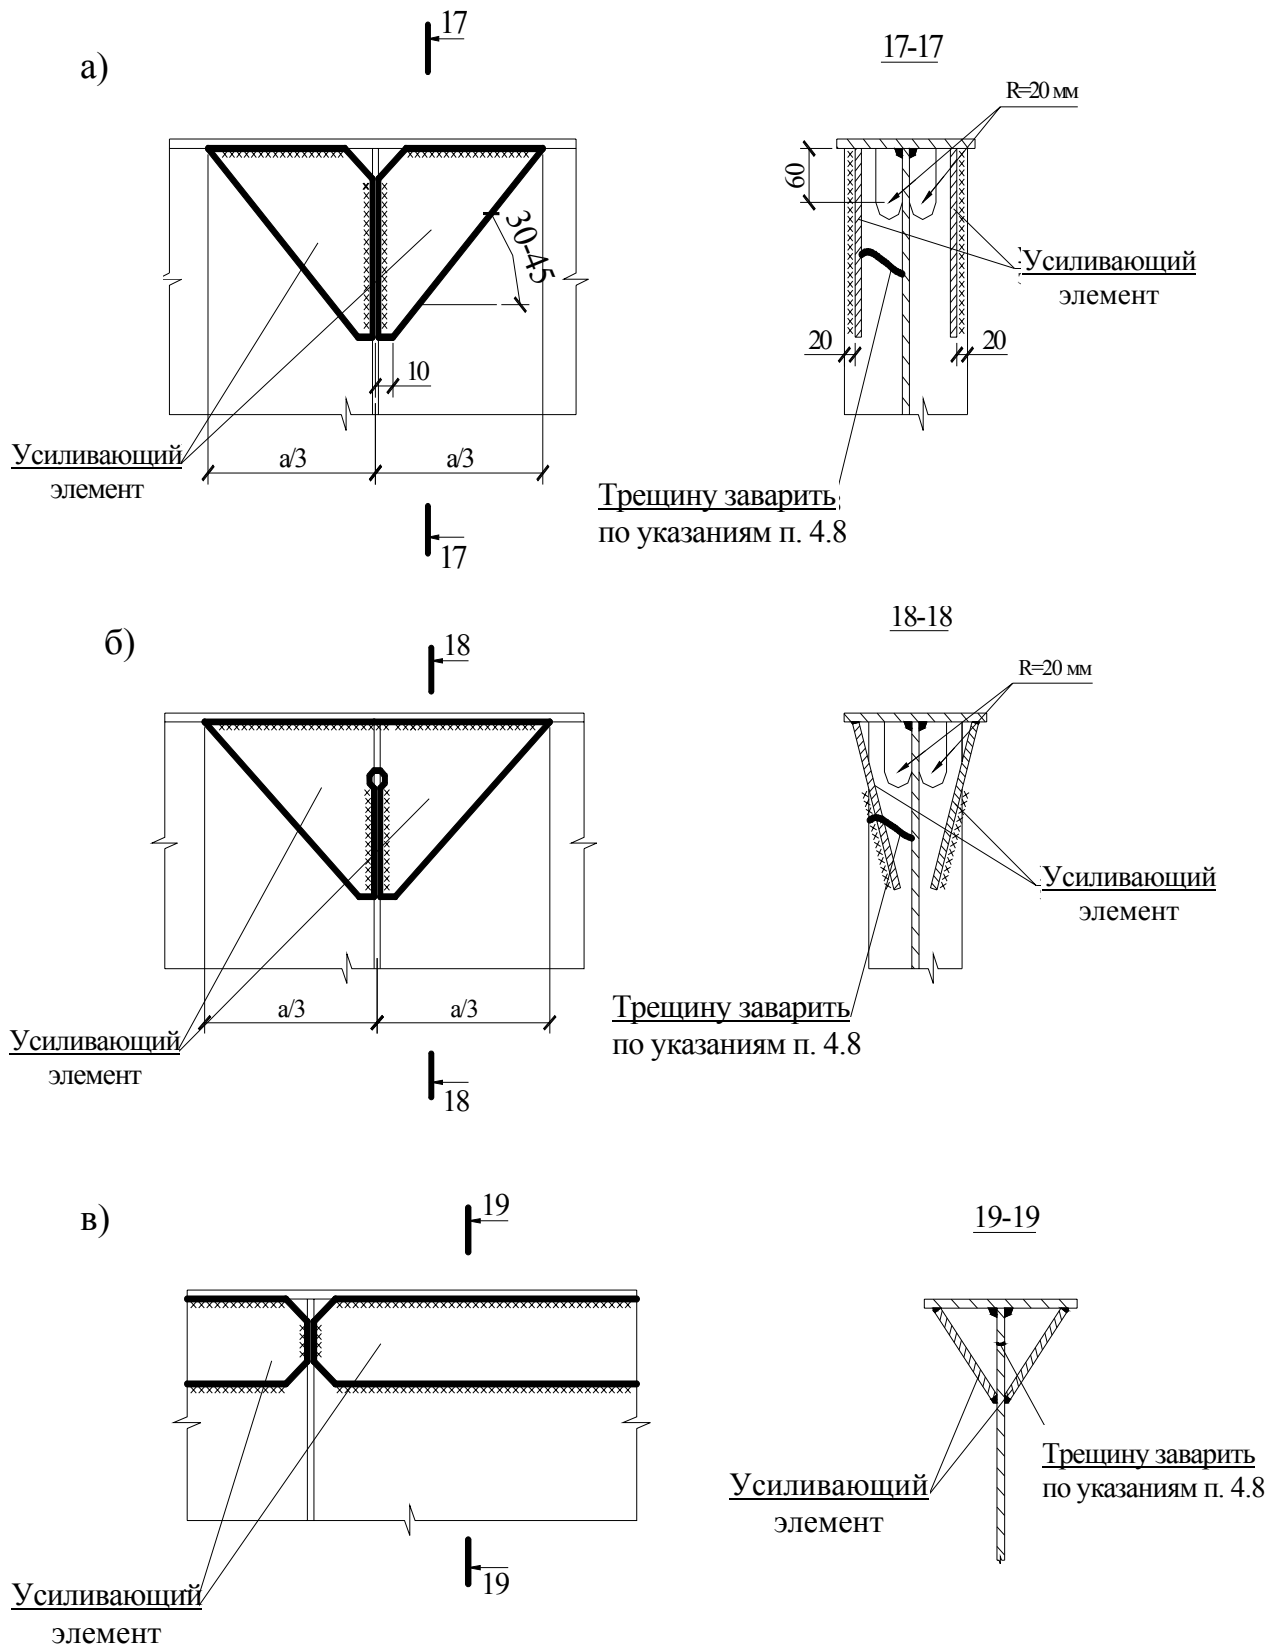 а)
17
17-17
R=20 мм
60
30-45
Усиливающий
элемент
20
20
10
Усиливающий
элемент
а/3
а/3
Трещину заварить
по указаниям п. 4.8
17
б)
18
18-18
R=20 мм
Усиливающий
элемент
а/3
а/3
Трещину заварить
по указаниям п. 4.8
Усиливающий
элемент
18
в)
19
19-19
Трещину заварить
по указаниям п. 4.8
Усиливающий
элемент
19
Усиливающий
элемент